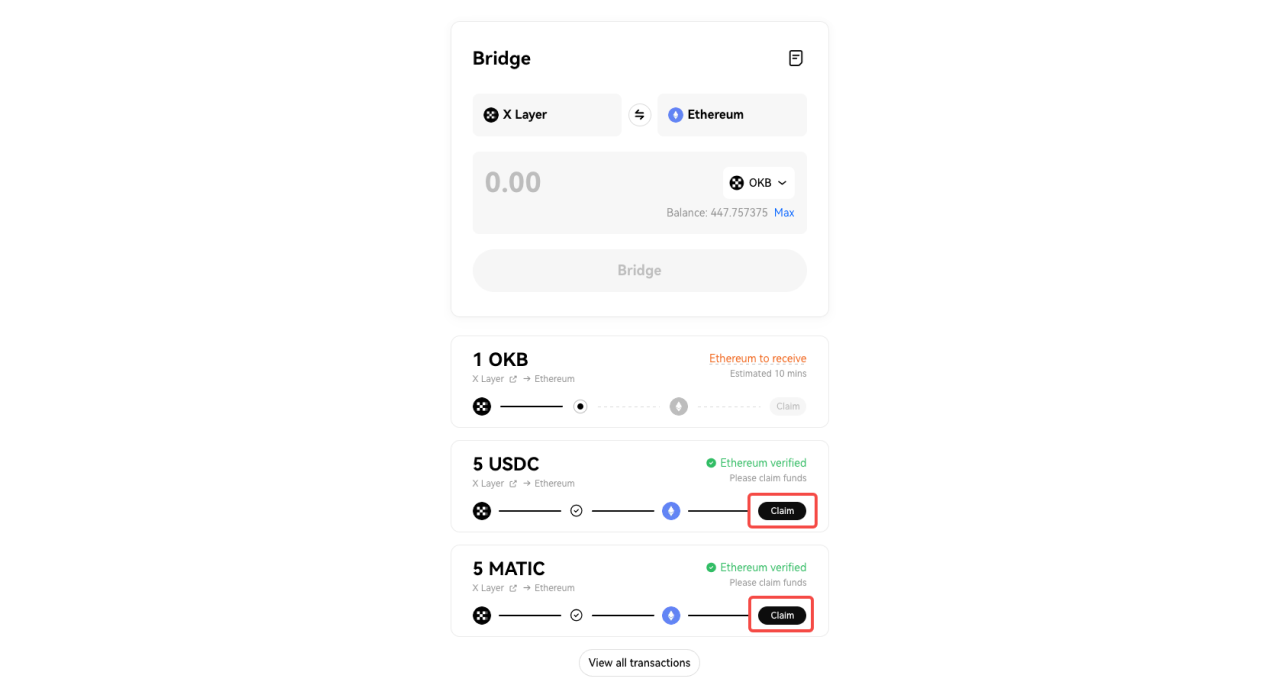 Bridge
X Layer
Ethereum
0.00
OKB
Balance: 447.757375 Max
Bridge
1 OKB
Ethereum to receive
X Layer → Ethereum
Estimated 10 mins
Claim
5 USDC
Ethereum verified
X Layer → Ethereum
Please claim funds
Claim
5 MATIC
Ethereum verified
X Layer → Ethereum
Please claim funds
Claim
View all transactions